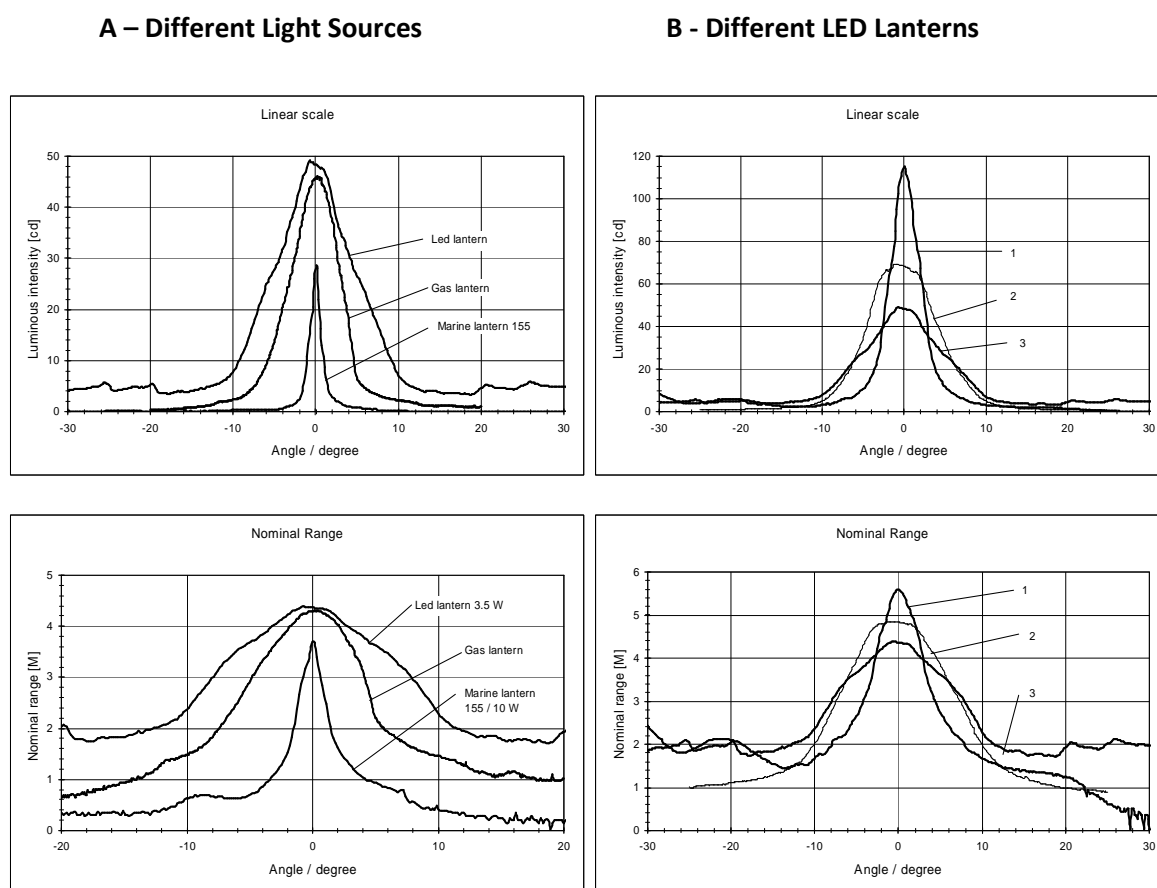 A – Different Light Sources
B - Different LED Lanterns
Linear scale
Luminous intensity [cd]
50
40
30
20
10
0
Led lantern
Gas lantern
Marine lantern 155
-30 -20 -10 0 10 20 30
Angle / degree
Linear scale
Luminous intensity [cd]
120
100
80
60
40
20
0
1
2
3
-30 -20 -10 0 10 20 30
Angle / degree
Nominal Range
Nominal range [M]
5
4
3
2
1
0
Led lantern 3.5 W
Gas lantern
Marine lantern
155 / 10 W
-20 -10 0 10 20
Angle / degree
Nominal Range
Nominal range [M]
6
5
4
3
2
1
0
1
2
3
-30 -20 -10 0 10 20 30
Angle / degree